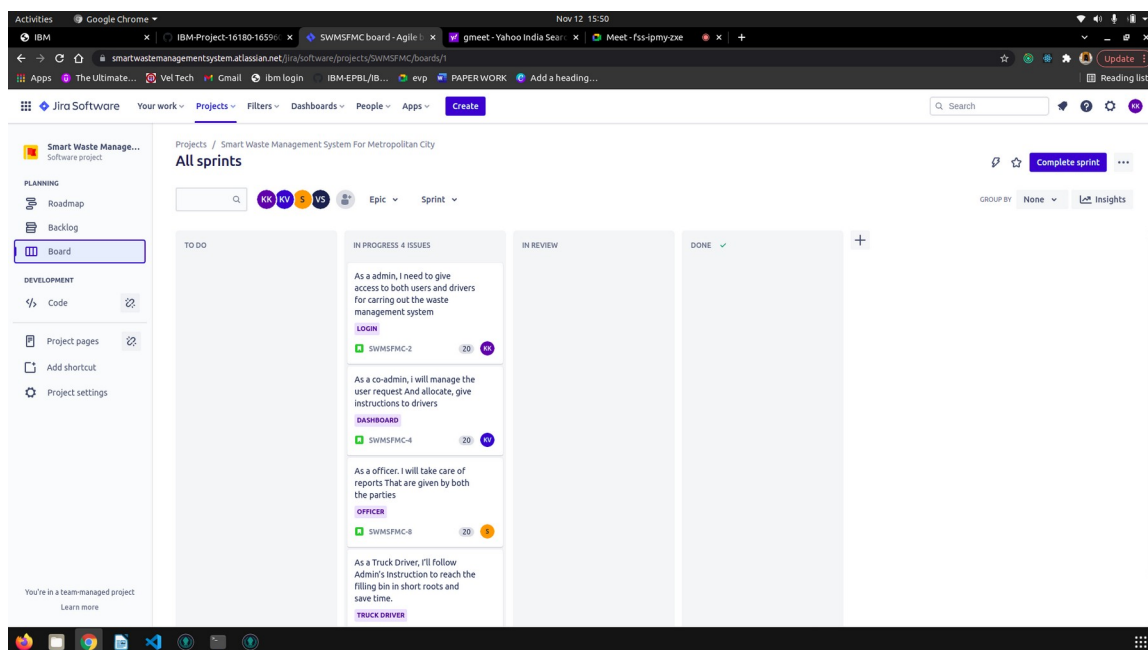 Activities Google Chrome Nov 12 15:50
IBM IBM-Project-16180-16596 SWMSFMC board - Agile b gmeet - Yahoo India Searc Meet - fss-ipmy-zxe
smartwastemanagementsystem.atlassian.net/jira/software/projects/SWMSFMC/boards/1 Update
Apps The Ultimate... Vel Tech Gmail ibm login IBM-EPBL/IB... evp PAPER WORK Add a heading... Reading list
Jira Software Your work Projects Filters Dashboards People Apps Create Search KK
Smart Waste Manage...
Software project
PLANNING
Roadmap
Backlog
Board
DEVELOPMENT
Code
Project pages
Add shortcut
Project settings
You're in a team-managed project
Learn more
Projects / Smart Waste Management System For Metropolitan City
All sprints
Complete sprint
KK KV S VS Epic Sprint GROUP BY None Insights
TO DO
IN PROGRESS 4 ISSUES
As a admin, I need to give
access to both users and drivers
for carring out the waste
management system
LOGIN
SWMSFMC-2 20 KK
As a co-admin, i will manage the
user request And allocate, give
instructions to drivers
DASHBOARD
SWMSFMC-4 20 KV
As a officer. I will take care of
reports That are given by both
the parties
OFFICER
SWMSFMC-8 20 S
As a Truck Driver, I'll follow
Admin's Instruction to reach the
filling bin in short roots and
save time.
TRUCK DRIVER
IN REVIEW
DONE